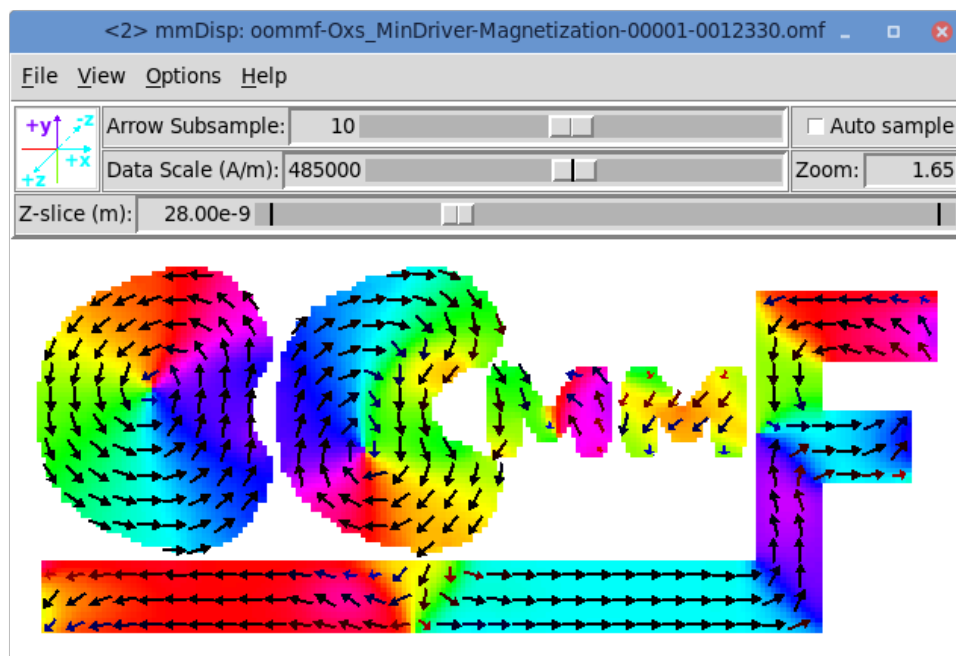 <2> mmDisp: oommf-Oxs_MinDriver-Magnetization-00001-0012330.omf
File View Options Help
+y -z
+x
+z
Arrow Subsample: 10
Auto sample
Data Scale (A/m): 485000
Zoom: 1.65
Z-slice (m): 28.00e-9
OOmmF